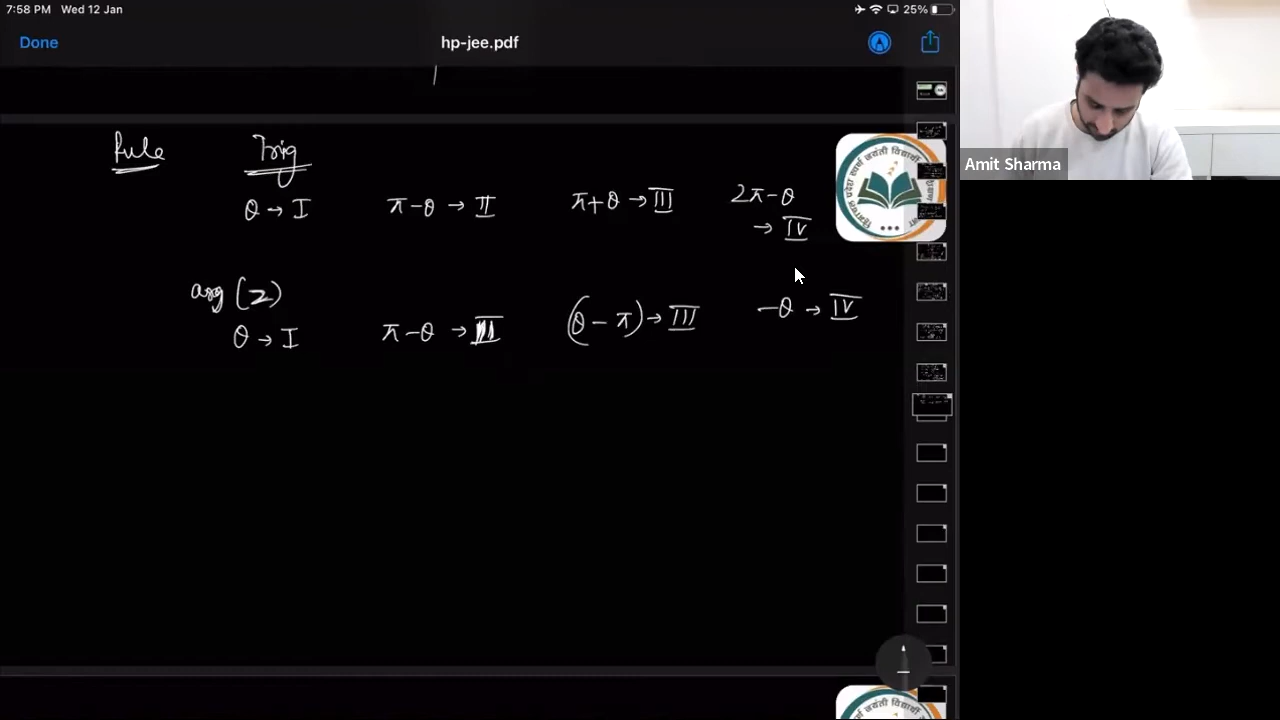 7:58 PM Wed 12 Jan
25%
Done
hp-jee.pdf
Amit Sharma
Rule Trig
θ → I π-θ → II π+θ → III 2π-θ
→ IV
arg (z)
θ → I π-θ → II (θ-π) → III -θ → IV